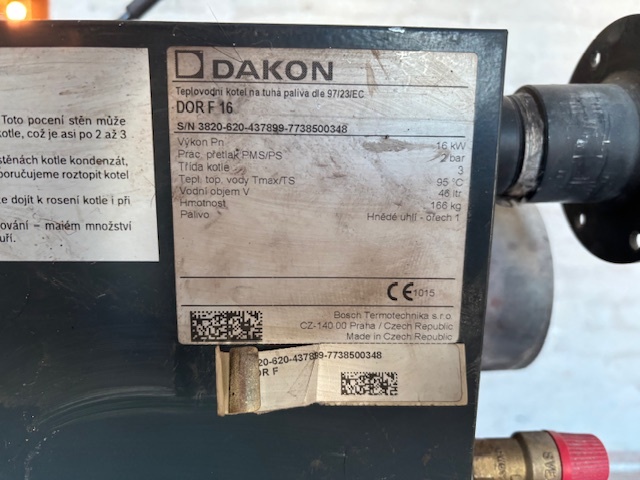 Toto pocení stěn může
kotle, což je asi po 2 až 3
stěnách kotle kondenzát,
poručujeme roztopit kotel
e dojít k rosení kotle i při
ování – malém množství
uří.
DAKON
Teplovodní kotel na tuhá paliva dle 97/23/EC
DOR F 16
S/N 3820-620-437899-7738500348
Výkon Pn 16 kW
Prac. přetlak PMS/PS 2 bar
Třída kotle 3
Tepl. top. vody Tmax/TS 95 °C
Vodní objem V 46 ltr
Hmotnost 166 kg
Palivo Hnědé uhlí - ořech 1
CE 1015
Bosch Termotechnika s.r.o
CZ-140 00 Praha / Czech Republic
Made in Czech Republic
20-620-437899-7738500348
OR F